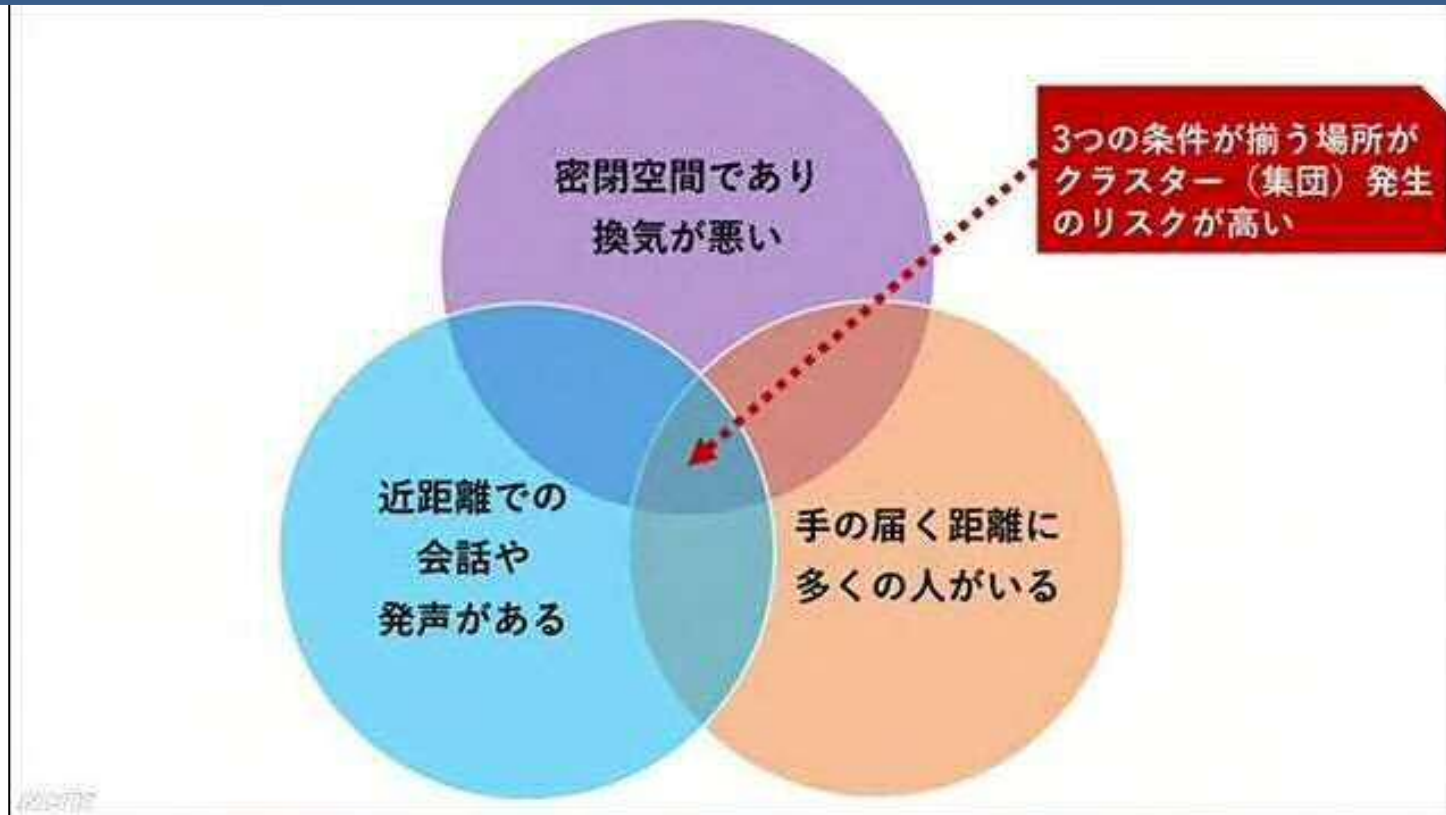 密閉空間であり
換気が悪い
3つの条件が揃う場所が
クラスター（集団）発生
のリスクが高い
近距離での
会話や
発声がある
手の届く距離に
多くの人がいる